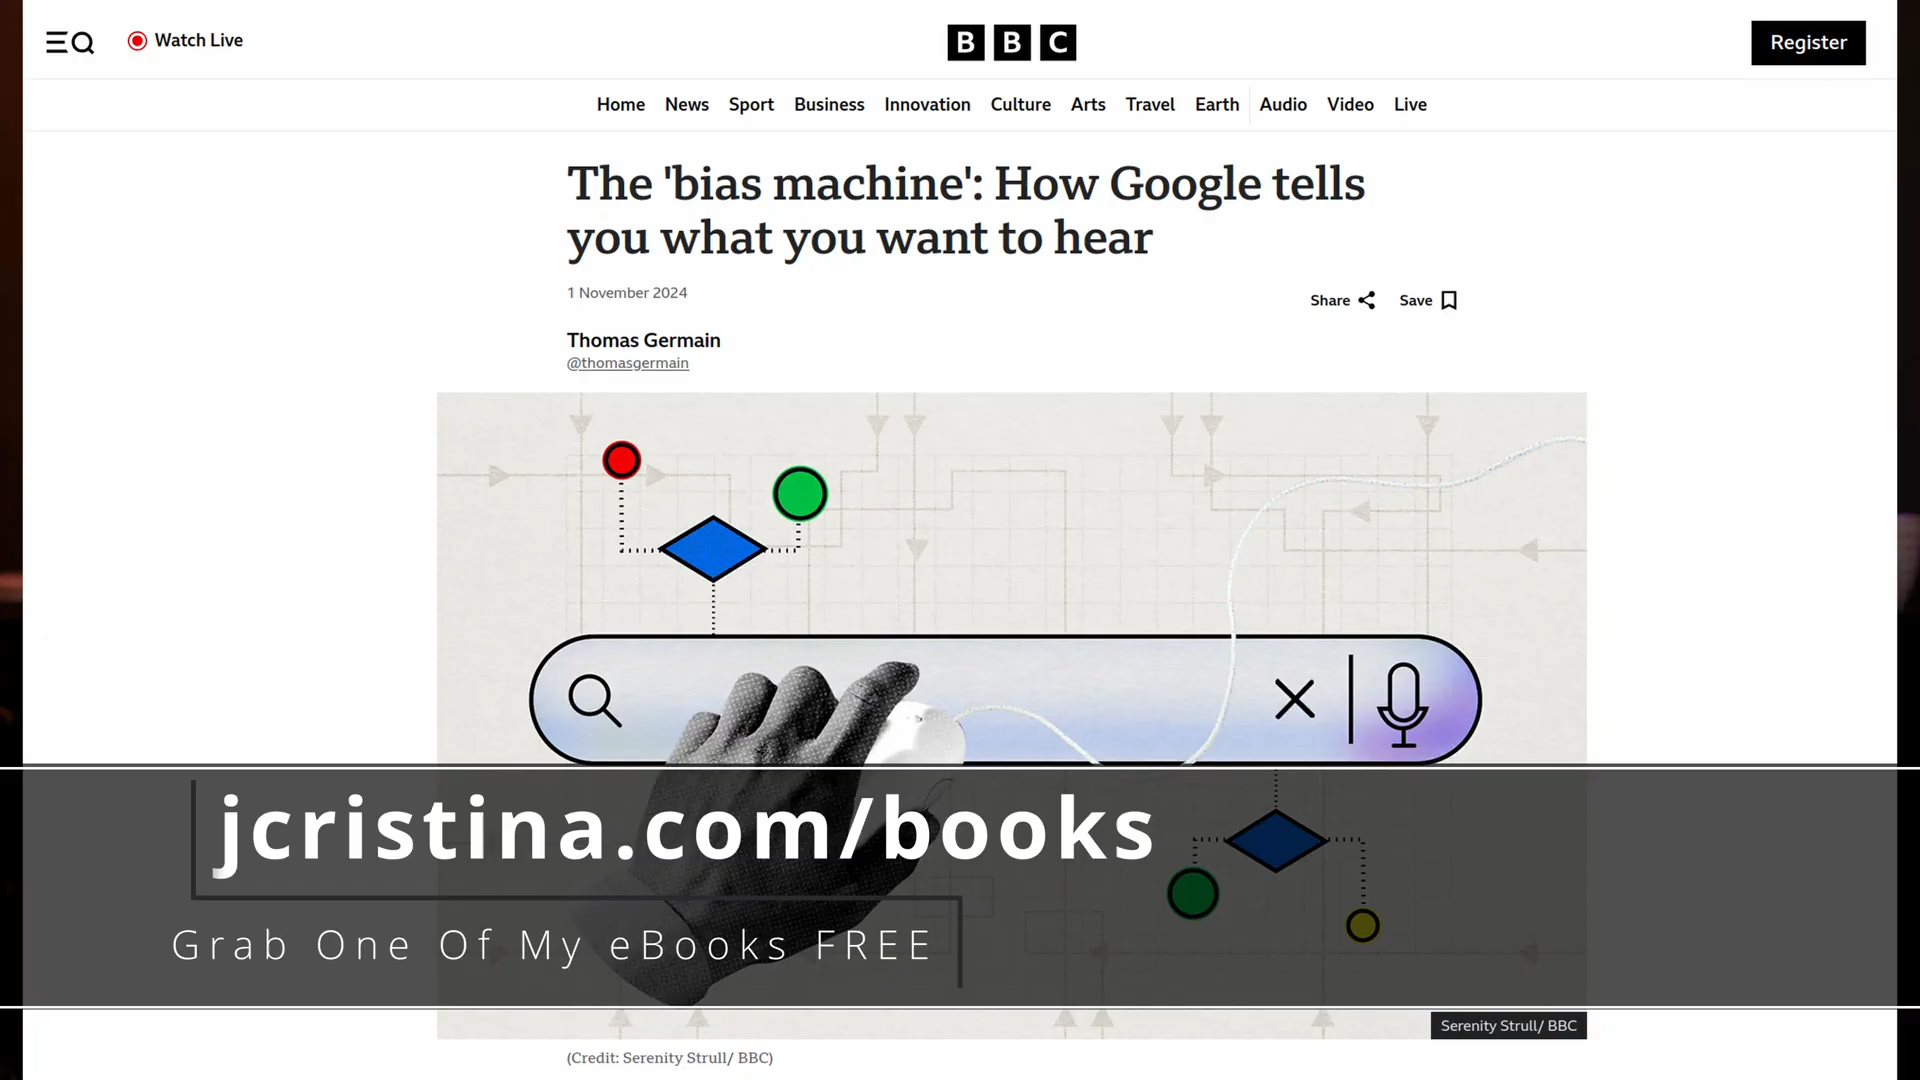 Watch Live
BBC
Register
Home News Sport Business Innovation Culture Arts Travel Earth Audio Video Live
The 'bias machine': How Google tells
you what you want to hear
1 November 2024
Share Save
Thomas Germain
@thomasgermain
jcristina.com/books
Grab One Of My eBooks FREE
Serenity Strull/ BBC
(Credit: Serenity Strull/ BBC)